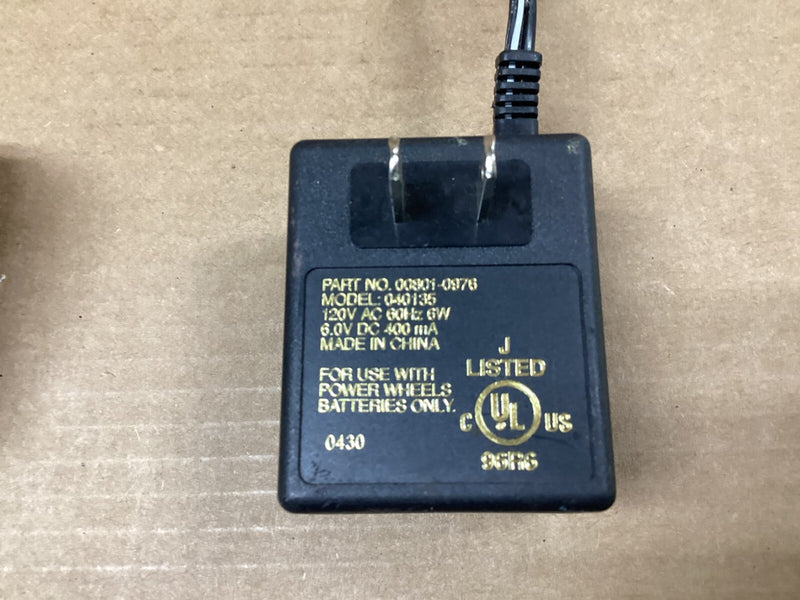 PART NO. 00801-0976
MODEL: 040135
120V AC 60Hz 6W
6.0V DC 400 mA
MADE IN CHINA
FOR USE WITH
POWER WHEELS
BATTERIES ONLY.
0430
J
LISTED
C UL US
96R6